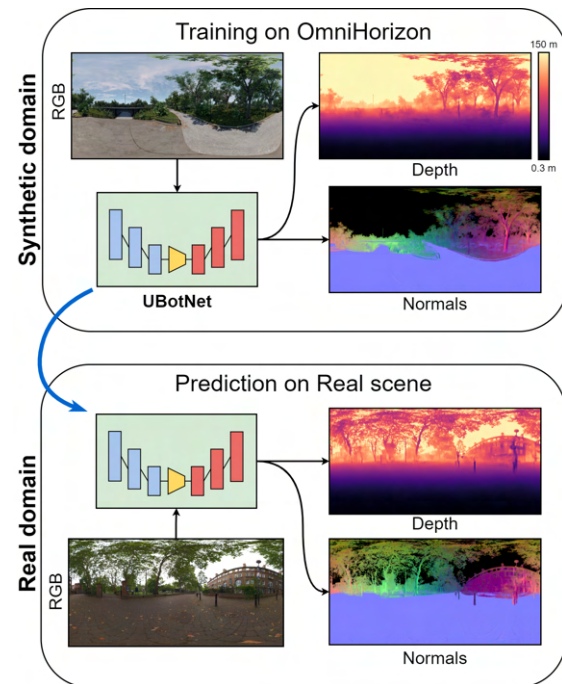 Training on OmniHorizon
Synthetic domain
RGB
150 m
0.3 m
Depth
UBotNet
Normals
Prediction on Real scene
Real domain
Depth
RGB
Normals